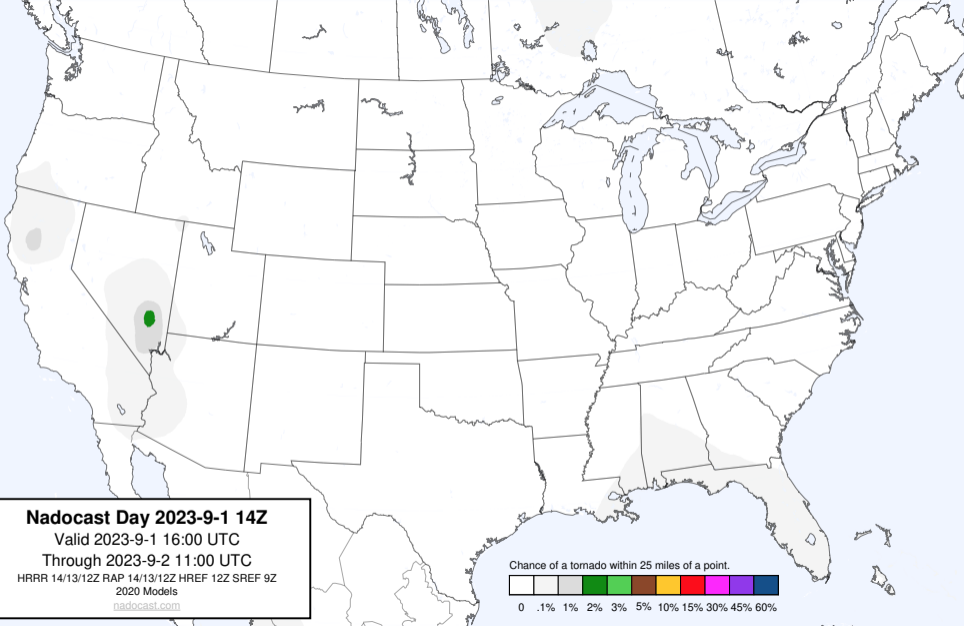 Nadocast Day 2023-9-1 14Z
Valid 2023-9-1 16:00 UTC
Through 2023-9-2 11:00 UTC
HRRR 14/13/12Z RAP 14/13/12Z HREF 12Z SREF 9Z
2020 Models
nadocast.com
Chance of a tornado within 25 miles of a point.
0 .1% 1% 2% 3% 5% 10% 15% 30% 45% 60%